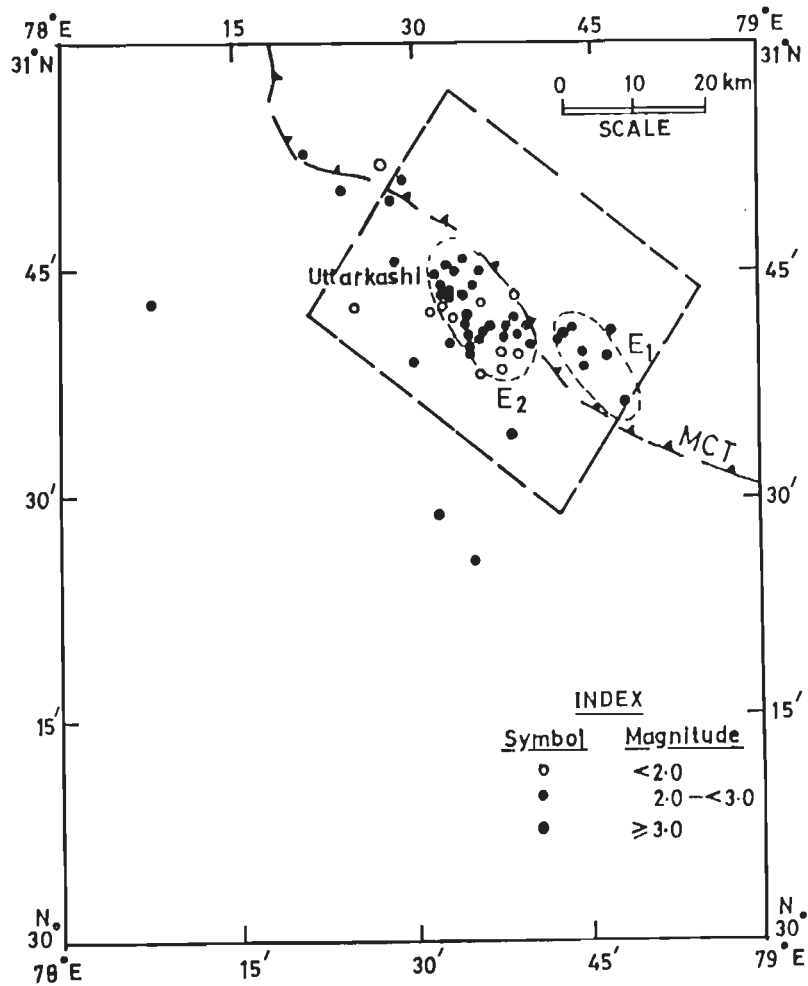 78°E 15 30 45 79°E
31°N 31°N
0 10 20 km
SCALE
45' 45'
Uttarkashi
E1
E2
MCT
30' 30'
INDEX
15' 15'
Symbol Magnitude
<2·0
2·0 – <3·0
⩾3·0
N N
30° 30°
78°E 15' 30' 45' 79°E